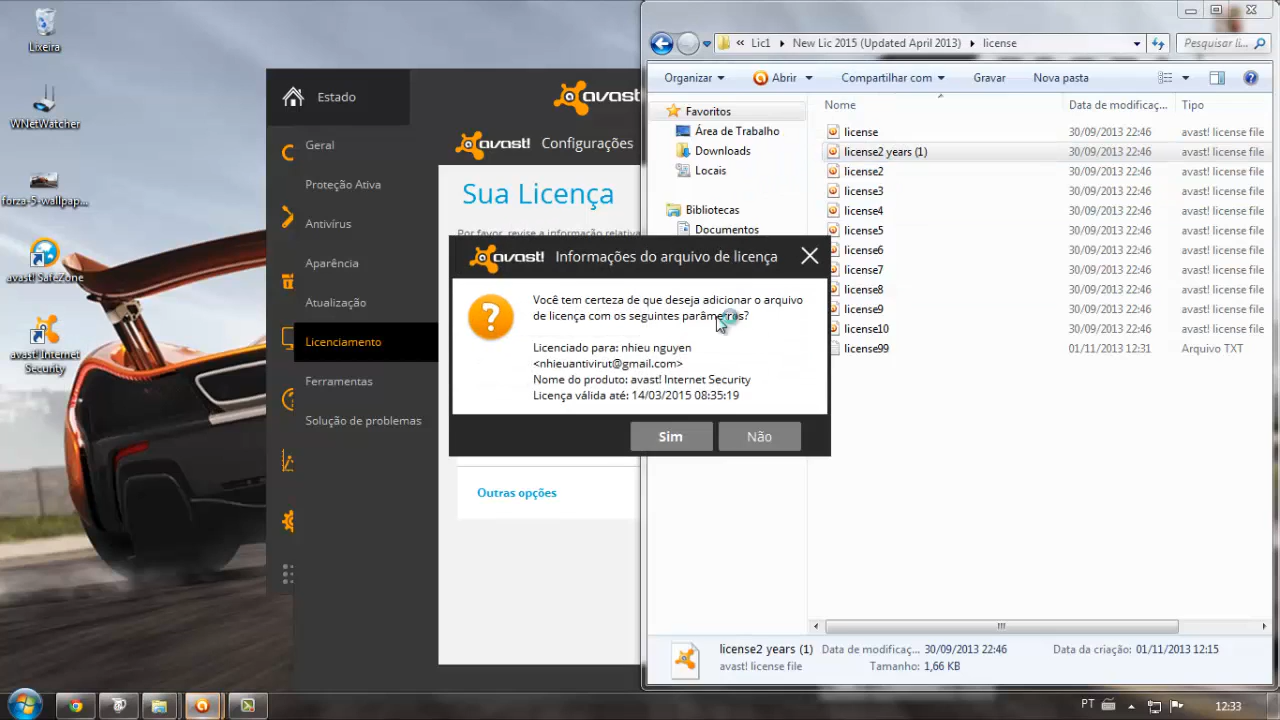 Lixeira
WNetWatcher
forza-5-wallpap...
avast! SafeZone
avast! Internet
Security
Estado
avast!
Geral
Proteção Ativa
Antivírus
Aparência
Atualização
Licenciamento
Ferramentas
Solução de problemas
avast! Configurações
Sua Licença
Por favor, revise a informação relativa
Outras opções
avast! Informações do arquivo de licença
Você tem certeza de que deseja adicionar o arquivo
de licença com os seguintes parâmetros?
Licenciado para: nhieu nguyen
<nhieuantivirut@gmail.com>
Nome do produto: avast! Internet Security
Licença válida até: 14/03/2015 08:35:19
Sim Não
« Lic1 New Lic 2015 (Updated April 2013) license
Pesquisar li...
Organizar Abrir Compartilhar com Gravar Nova pasta
Favoritos
Área de Trabalho
Downloads
Locais
Bibliotecas
Documentos
Nome Data de modificaç... Tipo
license 30/09/2013 22:46 avast! license file
license2 years (1) 30/09/2013 22:46 avast! license file
license2 30/09/2013 22:46 avast! license file
license3 30/09/2013 22:46 avast! license file
license4 30/09/2013 22:46 avast! license file
license5 30/09/2013 22:46 avast! license file
license6 30/09/2013 22:46 avast! license file
license7 30/09/2013 22:46 avast! license file
license8 30/09/2013 22:46 avast! license file
license9 30/09/2013 22:46 avast! license file
license10 30/09/2013 22:46 avast! license file
license99 01/11/2013 12:31 Arquivo TXT
license2 years (1) Data de modificaç... 30/09/2013 22:46 Data da criação: 01/11/2013 12:15
avast! license file Tamanho: 1,66 KB
PT 12:33